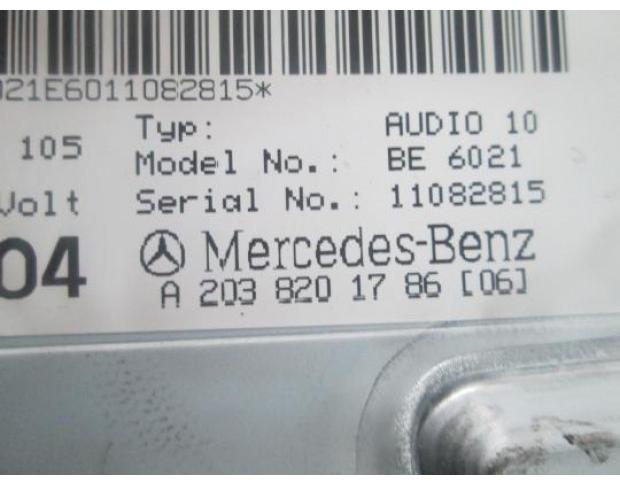 021E6011082815*
Typ: AUDIO 10
105
Model No.: BE 6021
Volt
Serial No.: 11082815
04
Mercedes-Benz
A 203 820 17 86 [06]